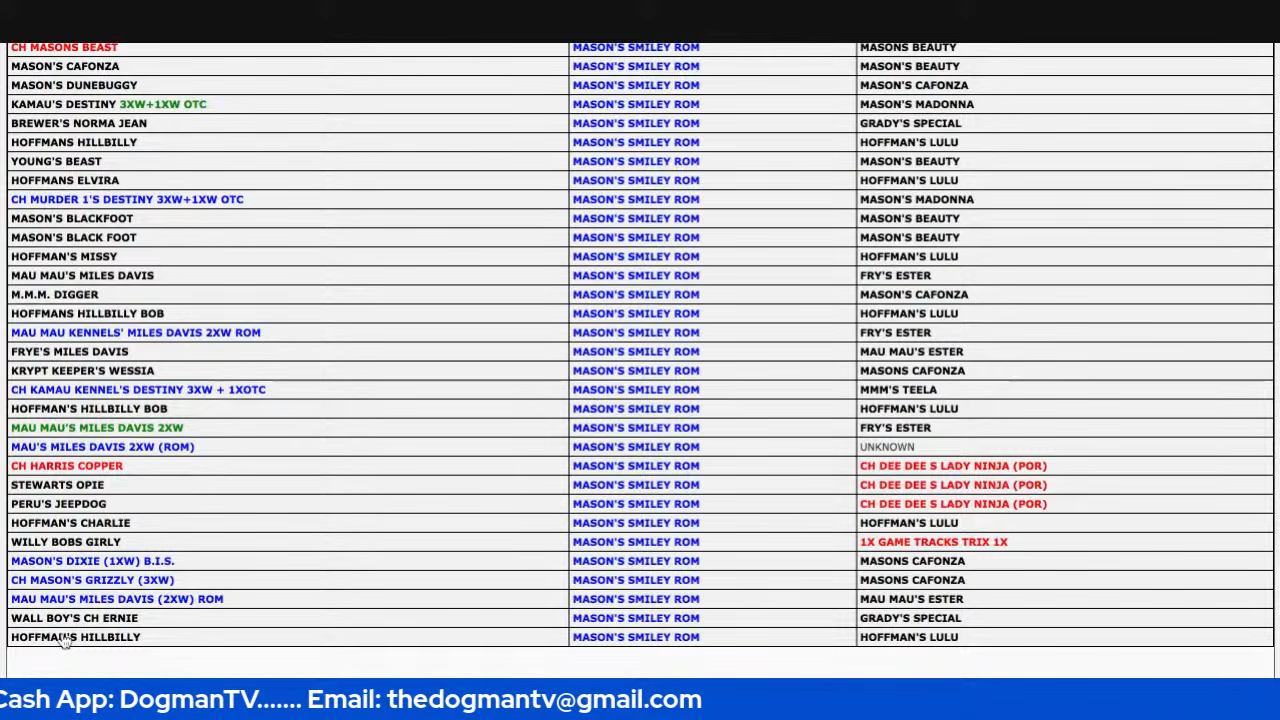 CH MASONS BEAST MASON'S SMILEY ROM MASONS BEAUTY
MASON'S CAFONZA MASON'S SMILEY ROM MASON'S BEAUTY
MASON'S DUNEBUGGY MASON'S SMILEY ROM MASON'S CAFONZA
KAMAU'S DESTINY 3XW+1XW OTC MASON'S SMILEY ROM MASON'S MADONNA
BREWER'S NORMA JEAN MASON'S SMILEY ROM GRADY'S SPECIAL
HOFFMANS HILLBILLY MASON'S SMILEY ROM HOFFMAN'S LULU
YOUNG'S BEAST MASON'S SMILEY ROM MASON'S BEAUTY
HOFFMANS ELVIRA MASON'S SMILEY ROM HOFFMAN'S LULU
CH MURDER 1'S DESTINY 3XW+1XW OTC MASON'S SMILEY ROM MASON'S MADONNA
MASON'S BLACKFOOT MASON'S SMILEY ROM MASON'S BEAUTY
MASON'S BLACK FOOT MASON'S SMILEY ROM MASON'S BEAUTY
HOFFMAN'S MISSY MASON'S SMILEY ROM HOFFMAN'S LULU
MAU MAU'S MILES DAVIS MASON'S SMILEY ROM FRY'S ESTER
M.M.M. DIGGER MASON'S SMILEY ROM MASON'S CAFONZA
HOFFMANS HILLBILLY BOB MASON'S SMILEY ROM HOFFMAN'S LULU
MAU MAU KENNELS' MILES DAVIS 2XW ROM MASON'S SMILEY ROM FRY'S ESTER
FRYE'S MILES DAVIS MASON'S SMILEY ROM MAU MAU'S ESTER
KRYPT KEEPER'S WESSIA MASON'S SMILEY ROM MASONS CAFONZA
CH KAMAU KENNEL'S DESTINY 3XW + 1XOTC MASON'S SMILEY ROM MMM'S TEELA
HOFFMAN'S HILLBILLY BOB MASON'S SMILEY ROM HOFFMAN'S LULU
MAU MAU'S MILES DAVIS 2XW MASON'S SMILEY ROM FRY'S ESTER
MAU'S MILES DAVIS 2XW (ROM) MASON'S SMILEY ROM UNKNOWN
CH HARRIS COPPER MASON'S SMILEY ROM CH DEE DEE S LADY NINJA (POR)
STEWARTS OPIE MASON'S SMILEY ROM CH DEE DEE S LADY NINJA (POR)
PERU'S JEEPDOG MASON'S SMILEY ROM CH DEE DEE S LADY NINJA (POR)
HOFFMAN'S CHARLIE MASON'S SMILEY ROM HOFFMAN'S LULU
WILLY BOBS GIRLY MASON'S SMILEY ROM 1X GAME TRACKS TRIX 1X
MASON'S DIXIE (1XW) B.I.S. MASON'S SMILEY ROM MASONS CAFONZA
CH MASON'S GRIZZLY (3XW) MASON'S SMILEY ROM MASONS CAFONZA
MAU MAU'S MILES DAVIS (2XW) ROM MASON'S SMILEY ROM MAU MAU'S ESTER
WALL BOY'S CH ERNIE MASON'S SMILEY ROM GRADY'S SPECIAL
HOFFMAN'S HILLBILLY MASON'S SMILEY ROM HOFFMAN'S LULU
Cash App: DogmanTV....... Email: thedogmantv@gmail.com